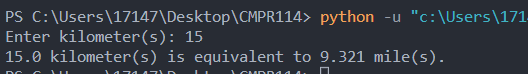 PS C:\Users\17147\Desktop\CMPR114> python -u "c:\Users\171
Enter kilometer(s): 15
15.0 kilometer(s) is equivalent to 9.321 mile(s).
PS C:\Users\17147\Desktop\CMPR114>